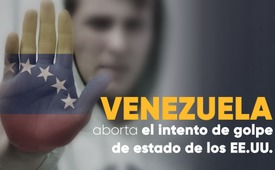 VENEZUELA
aborta el intento de golpe
de estado de los EE.UU.